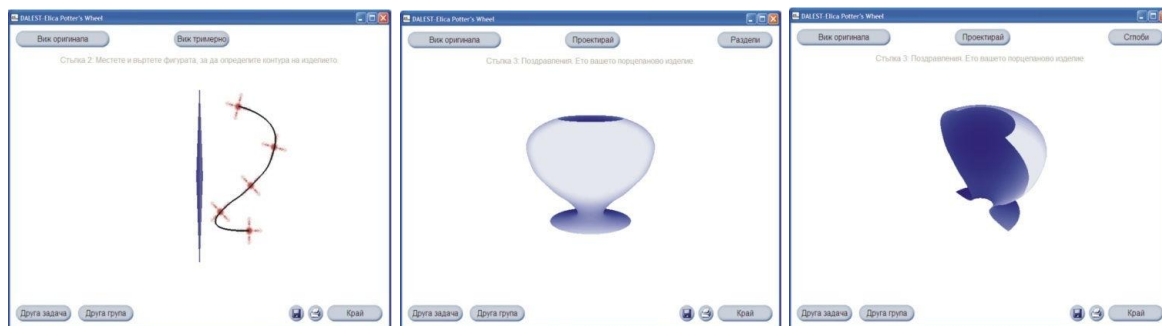 DALEST-Elica Potter's Wheel
Виж оригинала
Виж тримерно
Стъпка 2: Местете и въртете фигурата, за да определите контура на изделието.
Друга задача
Друга група
Край
DALEST-Elica Potter's Wheel
Виж оригинала
Проектирай
Раздели
Стъпка 3: Поздравления. Ето вашето порцеланово изделие
Друга задача
Друга група
Край
DALEST-Elica Potter's Wheel
Виж оригинала
Проектирай
Сглоби
Стъпка 3: Поздравления. Ето вашето порцеланово изделие
Друга задача
Друга група
Край